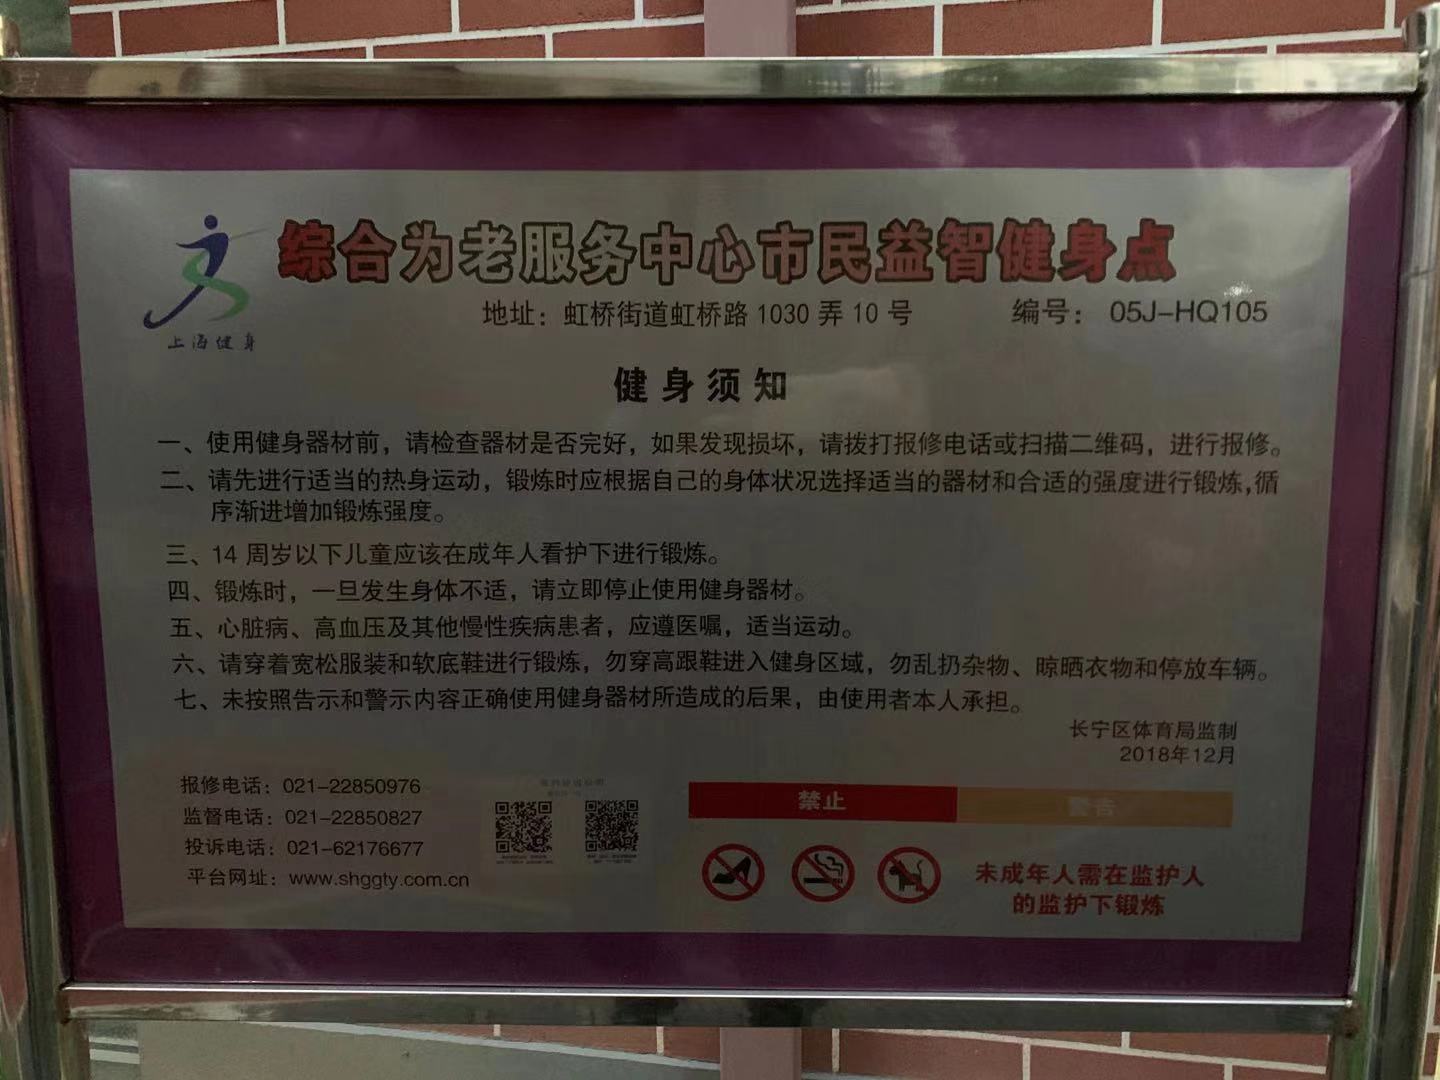 综合为老服务中心市民益智健身点
上海健身
地址：虹桥街道虹桥路 1030 弄 10 号
编号： 05J-HQ105
健身须知
一、使用健身器材前，请检查器材是否完好，如果发现损坏，请拨打报修电话或扫描二维码，进行报修。
二、请先进行适当的热身运动，锻炼时应根据自己的身体状况选择适当的器材和合适的强度进行锻炼,循
序渐进增加锻炼强度。
三、14 周岁以下儿童应该在成年人看护下进行锻炼。
四、锻炼时，一旦发生身体不适，请立即停止使用健身器材。
五、心脏病、高血压及其他慢性疾病患者，应遵医嘱，适当运动。
六、请穿着宽松服装和软底鞋进行锻炼，勿穿高跟鞋进入健身区域，勿乱扔杂物、晾晒衣物和停放车辆。
七、未按照告示和警示内容正确使用健身器材所造成的后果，由使用者本人承担。
长宁区体育局监制
2018年12月
报修电话：021-22850976
监督电话：021-22850827
投诉电话：021-62176677
平台网址：www.shggty.com.cn
禁止
警告
未成年人需在监护人
的监护下锻炼